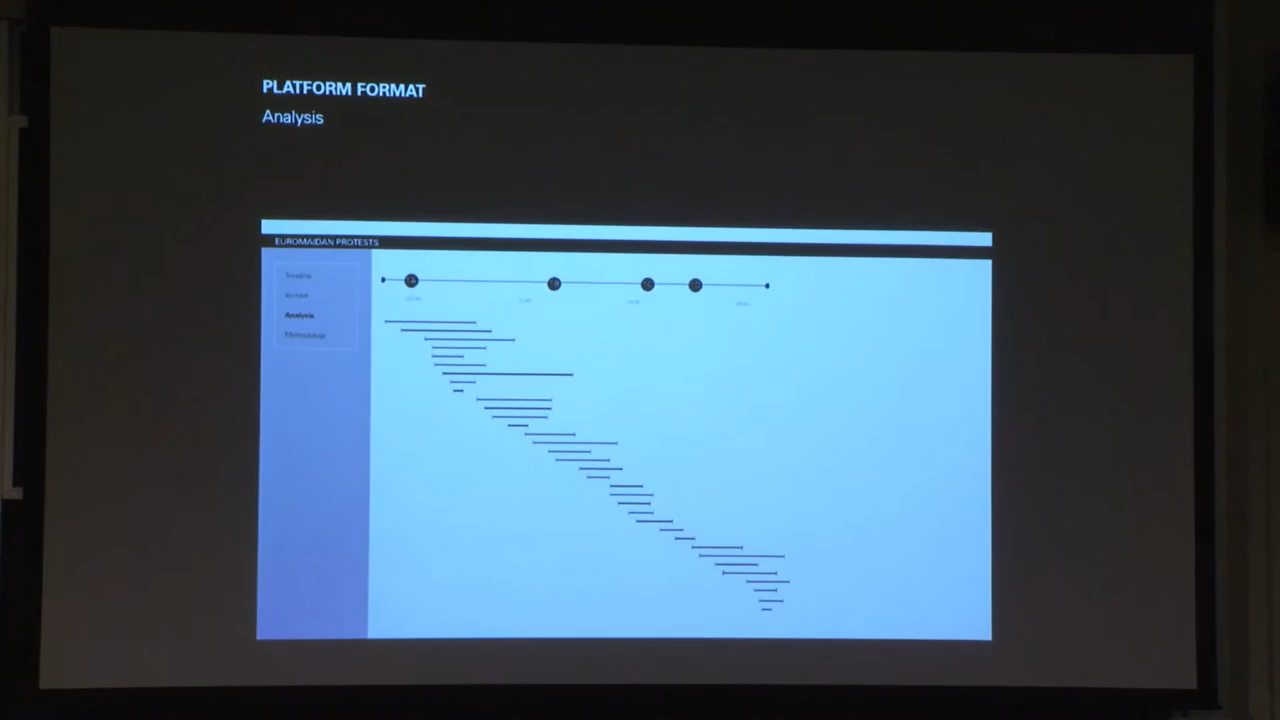 PLATFORM FORMAT
Analysis
EUROMAIDAN PROTESTS
Timeline
Archive
Analysis
Methodology